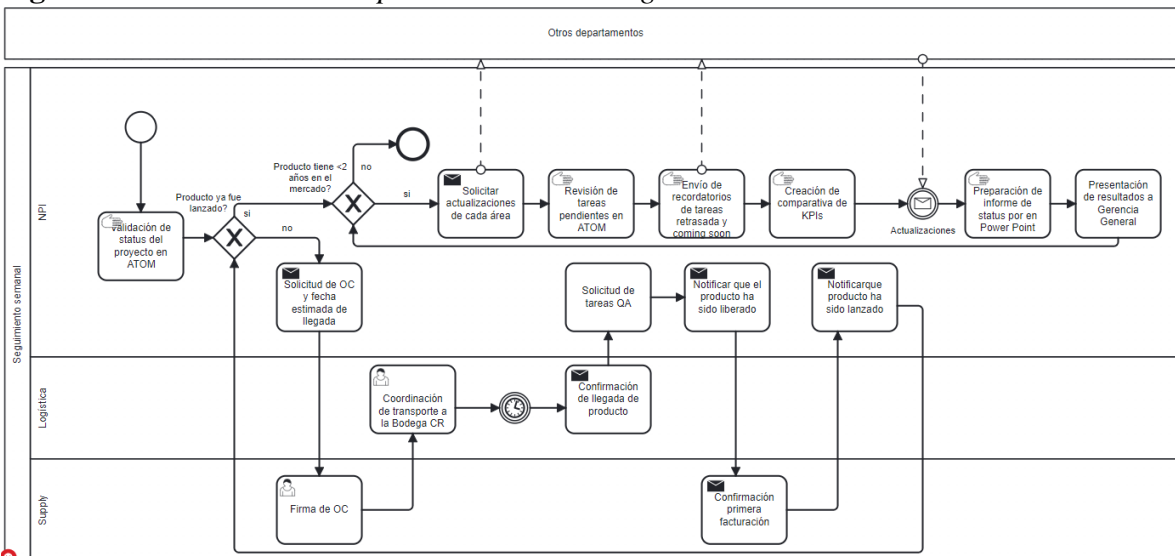 Otros departamentos
Seguimiento semanal
NPI
Producto ya fue
lanzado?
si
no
Producto tiene <2
años en el
mercado?
no
si
Validación de
status del
proyecto en
ATOM
Solicitar
actualizaciones
de cada área
Revisión de
tareas
pendientes en
ATOM
Envío de
recordatorios
de tareas
retrasada y
coming soon
Creación de
comparativa de
KPIs
Actualizaciones
Preparación de
informe de
status por en
Power Point
Presentación
de resultados a
Gerencia
General
Solicitud de OC
y fecha
estimada de
llegada
Solicitud de
tareas QA
Notificar que el
producto ha
sido liberado
Notificarque
producto ha
sido lanzado
Logística
Coordinación
de transporte a
la Bodega CR
Confirmación
de llegada de
producto
Supply
Firma de OC
Confirmación
primera
facturación